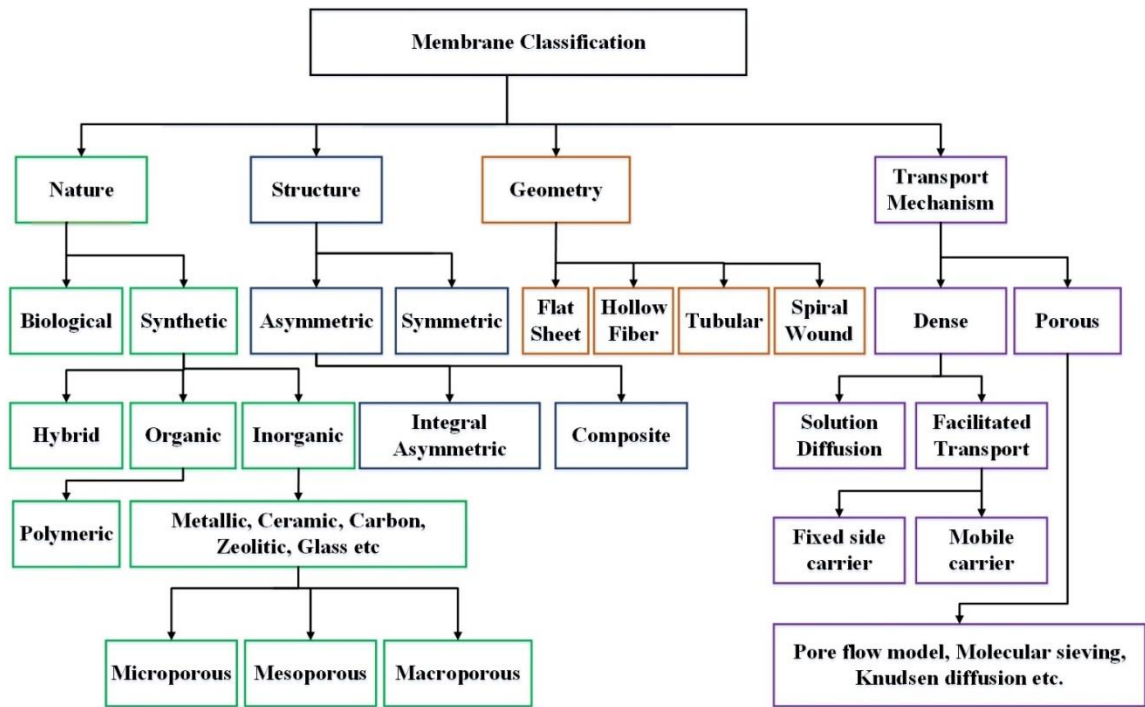 Membrane Classification
Nature
Structure
Geometry
Transport
Mechanism
Biological
Synthetic
Asymmetric
Symmetric
Flat
Sheet
Hollow
Fiber
Tubular
Spiral
Wound
Dense
Porous
Hybrid
Organic
Inorganic
Integral
Asymmetric
Composite
Solution
Diffusion
Facilitated
Transport
Polymeric
Metallic, Ceramic, Carbon,
Zeolitic, Glass etc
Fixed side
carrier
Mobile
carrier
Microporous
Mesoporous
Macroporous
Pore flow model, Molecular sieving,
Knudsen diffusion etc.